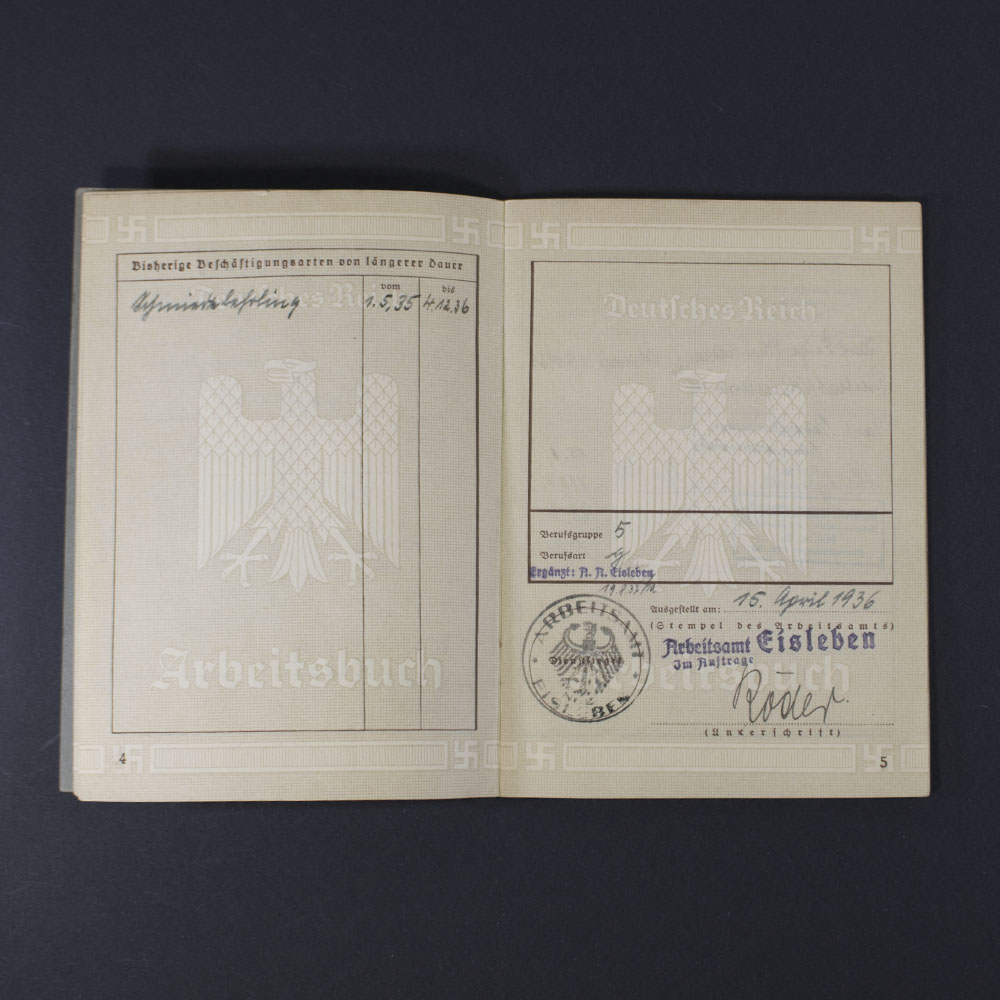 Bisherige Beschäftigungsarten von längerer Dauer
vom bis
Schmiedelehrling 1.5.35 4.12.36
Deutsches Reich
Arbeitsbuch
4
Deutsches Reich
Berufsgruppe 5
Berufsart
Ergänzt: A. A. Eisleben
Ausgestellt am: 15. April 1936
(Stempel des Arbeitsamts)
ARBEITSAMT
EISLEBEN
Arbeitsamt Eisleben
Im Auftrage
Arbeitsbuch
Röder
(Unterschrift)
5